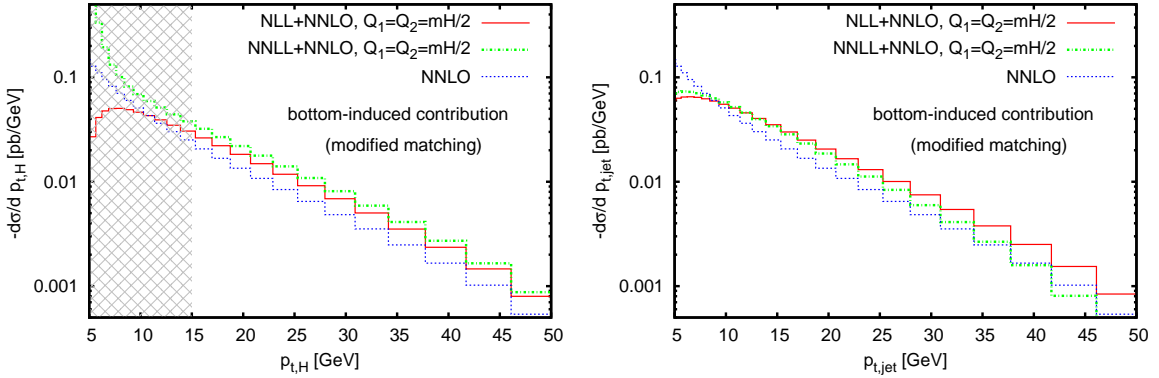 NLL+NNLO, Q1=Q2=mH/2
NNLL+NNLO, Q1=Q2=mH/2
NNLO
bottom-induced contribution
(modified matching)
-dσ/d pt,H [pb/GeV]
0.1
0.01
0.001
5 10 15 20 25 30 35 40 45 50
pt,H [GeV]
NLL+NNLO, Q1=Q2=mH/2
NNLL+NNLO, Q1=Q2=mH/2
NNLO
bottom-induced contribution
(modified matching)
-dσ/d pt,jet [pb/GeV]
0.1
0.01
0.001
5 10 15 20 25 30 35 40 45 50
pt,jet [GeV]